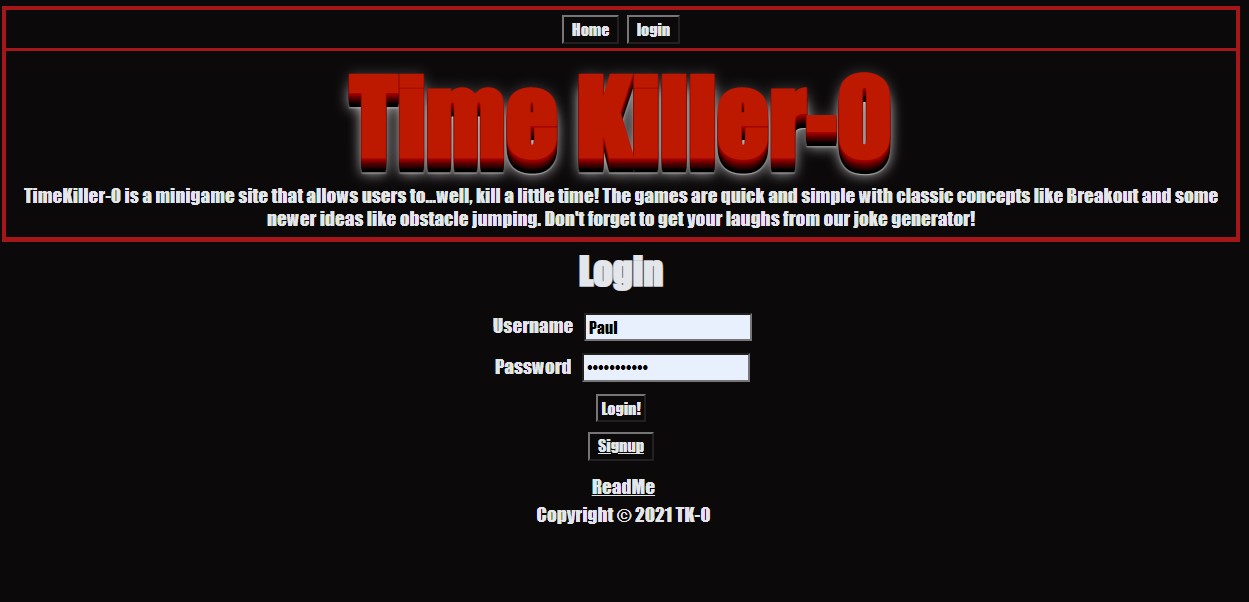 Home login
Time Killer-0
TimeKiller-0 is a minigame site that allows users to...well, kill a little time! The games are quick and simple with classic concepts like Breakout and some
newer ideas like obstacle jumping. Don't forget to get your laughs from our joke generator!
Login
Username Paul
Password •••••••••••
Login!
Signup
ReadMe
Copyright © 2021 TK-0